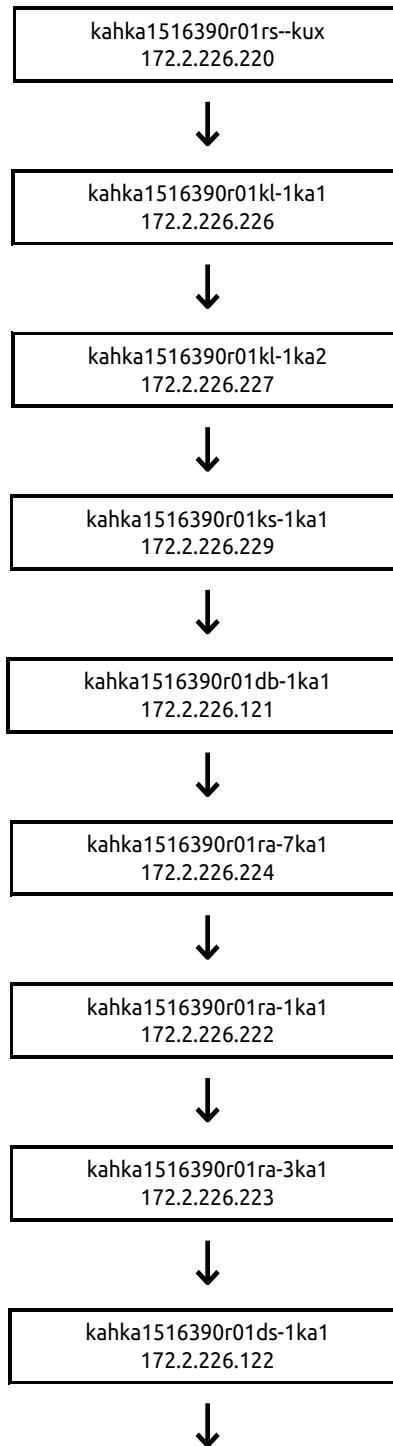 kahka1516390r01rs--kux
172.2.226.220
kahka1516390r01kl-1ka1
172.2.226.226
kahka1516390r01kl-1ka2
172.2.226.227
kahka1516390r01ks-1ka1
172.2.226.229
kahka1516390r01db-1ka1
172.2.226.121
kahka1516390r01ra-7ka1
172.2.226.224
kahka1516390r01ra-1ka1
172.2.226.222
kahka1516390r01ra-3ka1
172.2.226.223
kahka1516390r01ds-1ka1
172.2.226.122